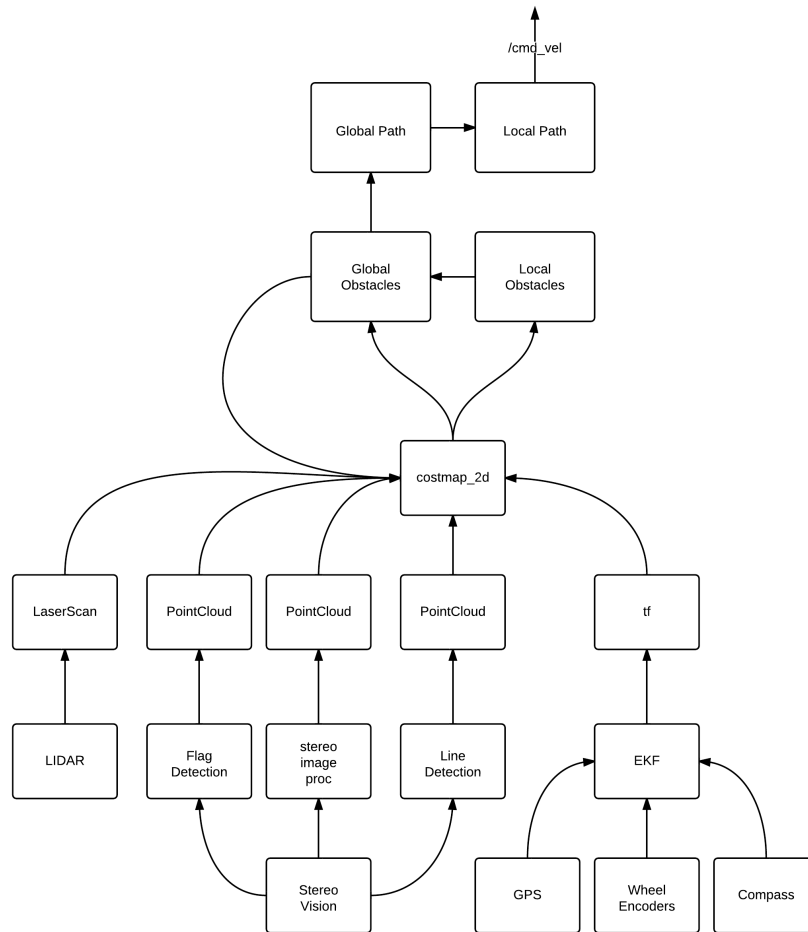 /cmd_vel
Global Path
Local Path
Global
Obstacles
Local
Obstacles
costmap_2d
LaserScan
PointCloud
PointCloud
PointCloud
tf
LIDAR
Flag
Detection
stereo
image
proc
Line
Detection
EKF
Stereo
Vision
GPS
Wheel
Encoders
Compass